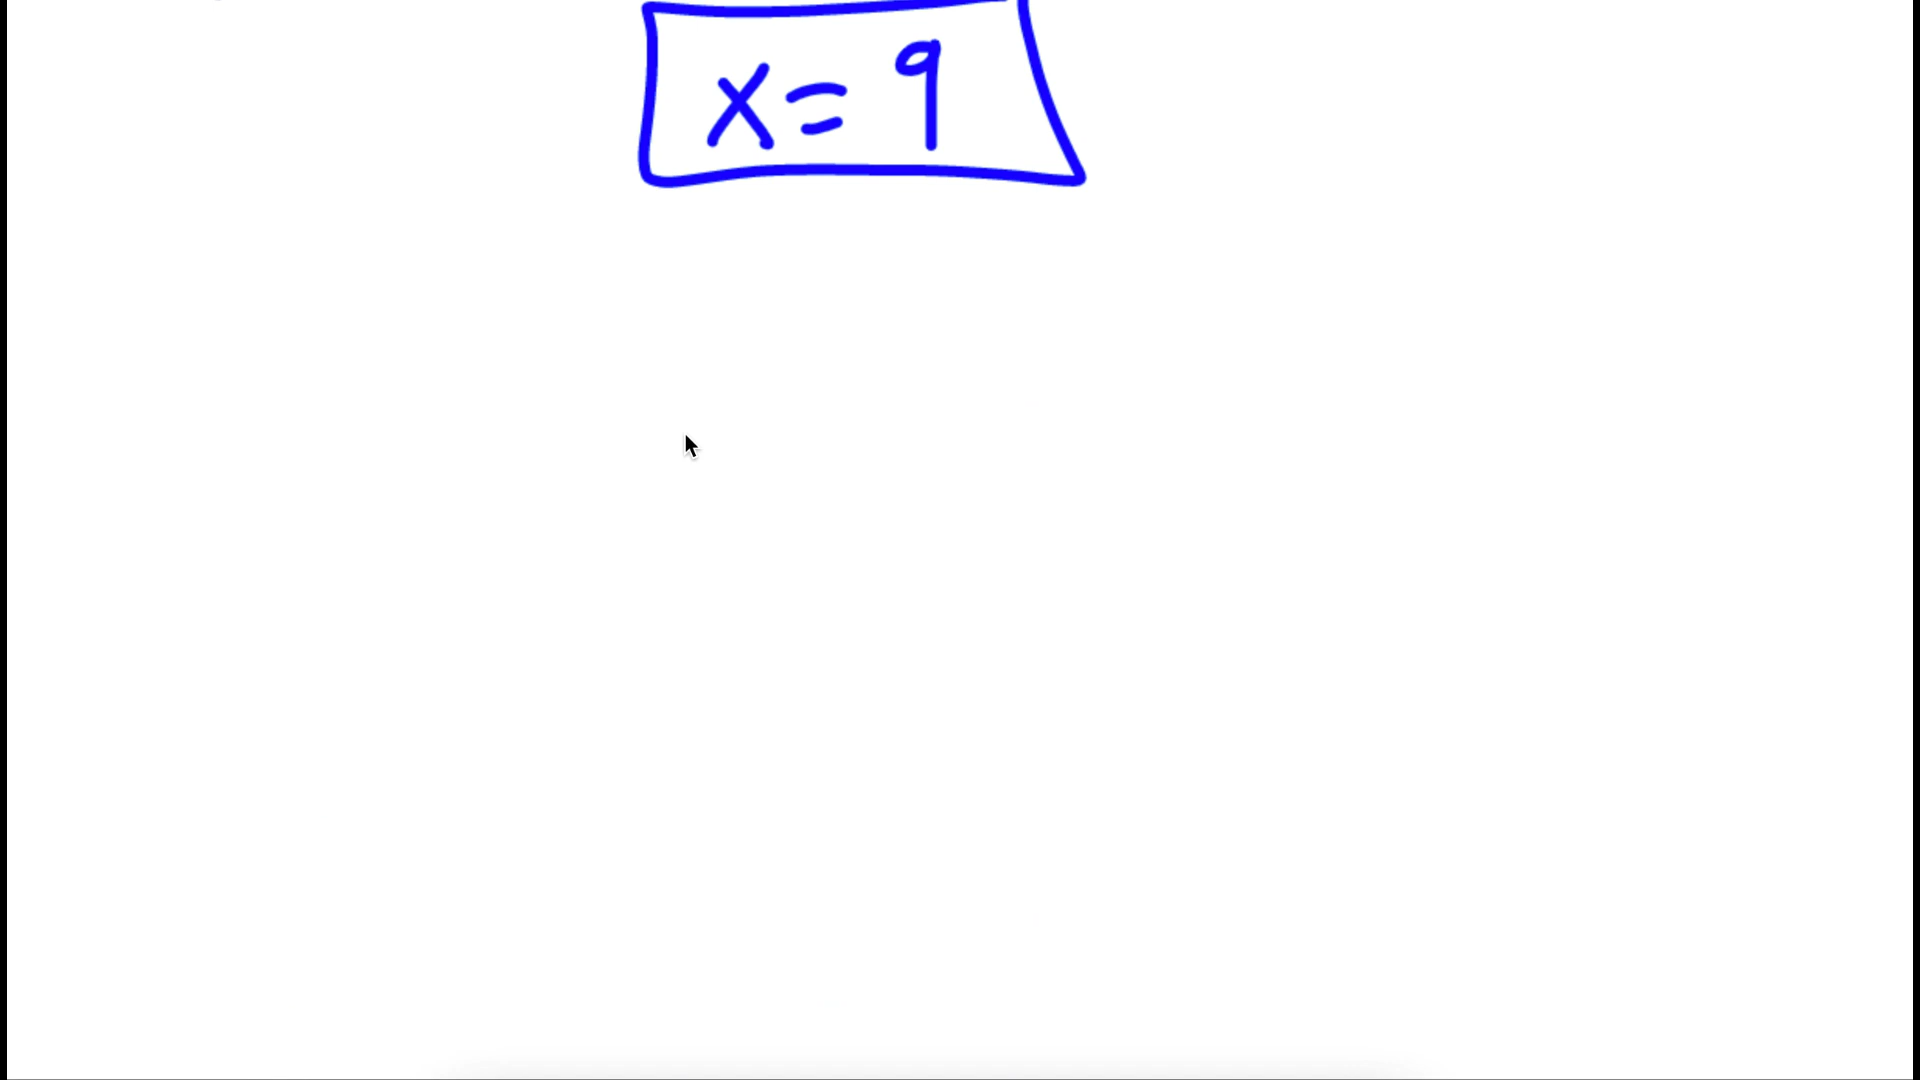 x = 9